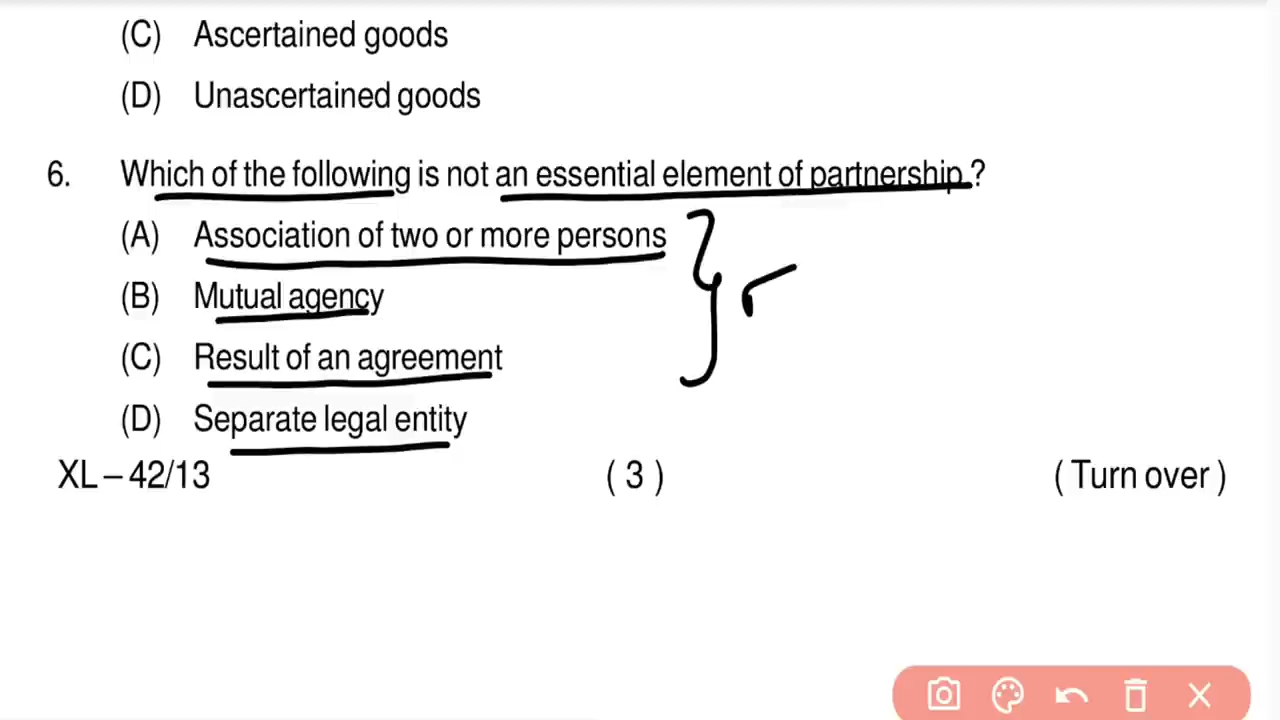 (C) Ascertained goods
(D) Unascertained goods
6. Which of the following is not an essential element of partnership ?
(A) Association of two or more persons
(B) Mutual agency
(C) Result of an agreement
(D) Separate legal entity
XL – 42/13 ( 3 ) ( Turn over )